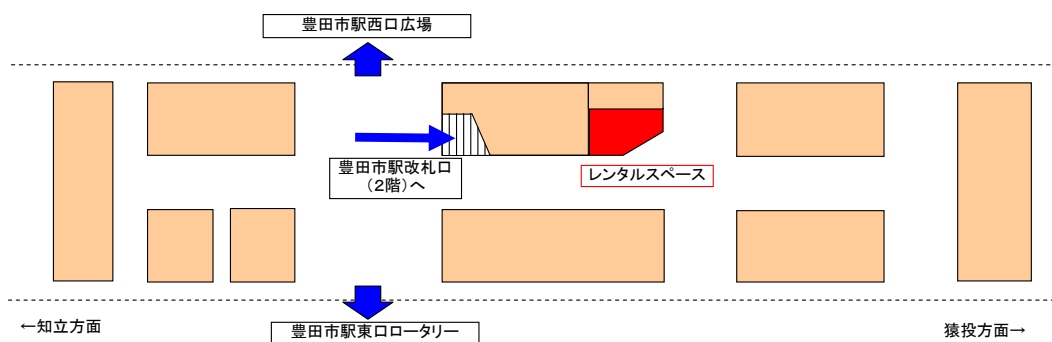 豊田市駅西口広場
豊田市駅改札口
（2階）へ
レンタルスペース
←知立方面
豊田市駅東口ロータリー
猿投方面→